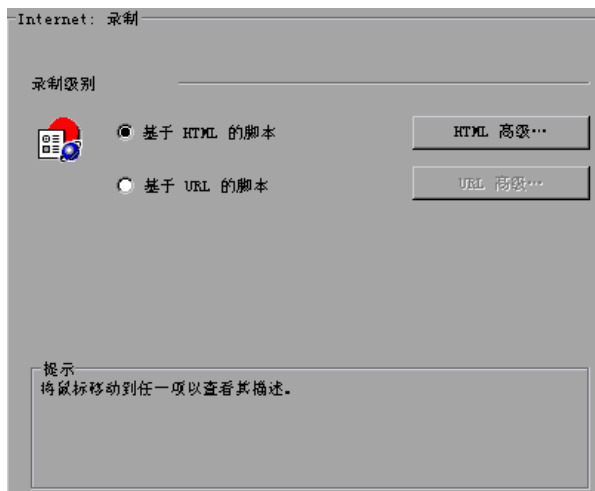 Internet: 录制
录制级别
基于 HTML 的脚本
HTML 高级…
基于 URL 的脚本
URL 高级…
提示
将鼠标移动到任一项以查看其描述。